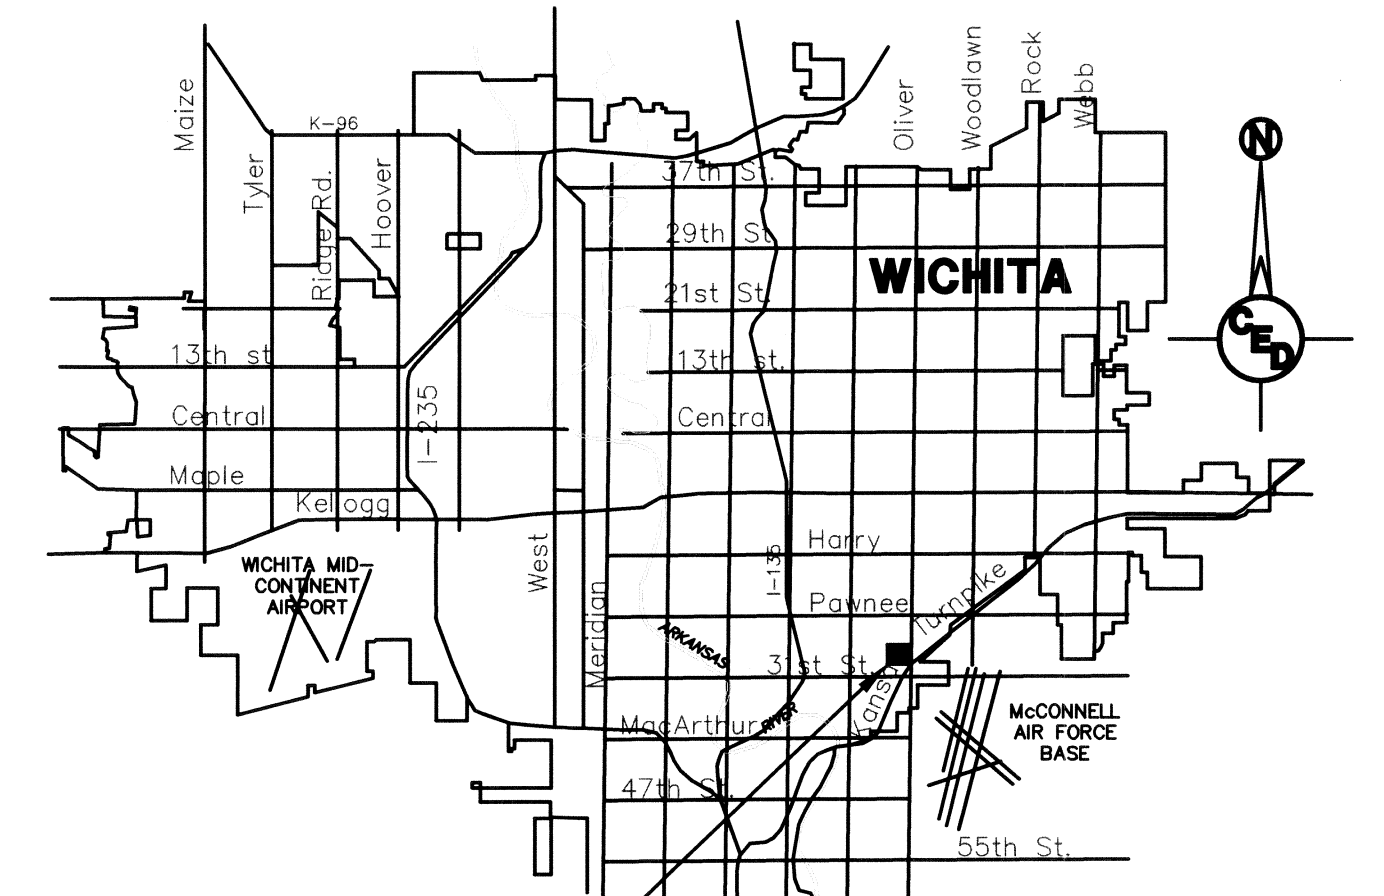 Maize
Tyler
Ridge Rd.
Hoover
K-96
Oliver
Woodlawn
Rock
Webb
N
37th St.
29th St.
WICHITA
21st St.
CED
13th st
13th st.
Central
Central
I-235
Maple
Kellogg
West
Meridian
I-135
Harry
WICHITA MID-
CONTINENT
AIRPORT
Pawnee
Turnpike
Kansas
ARKANSAS
RIVER
31st St.
McCONNELL
AIR FORCE
BASE
MacArthur
47th St.
55th St.